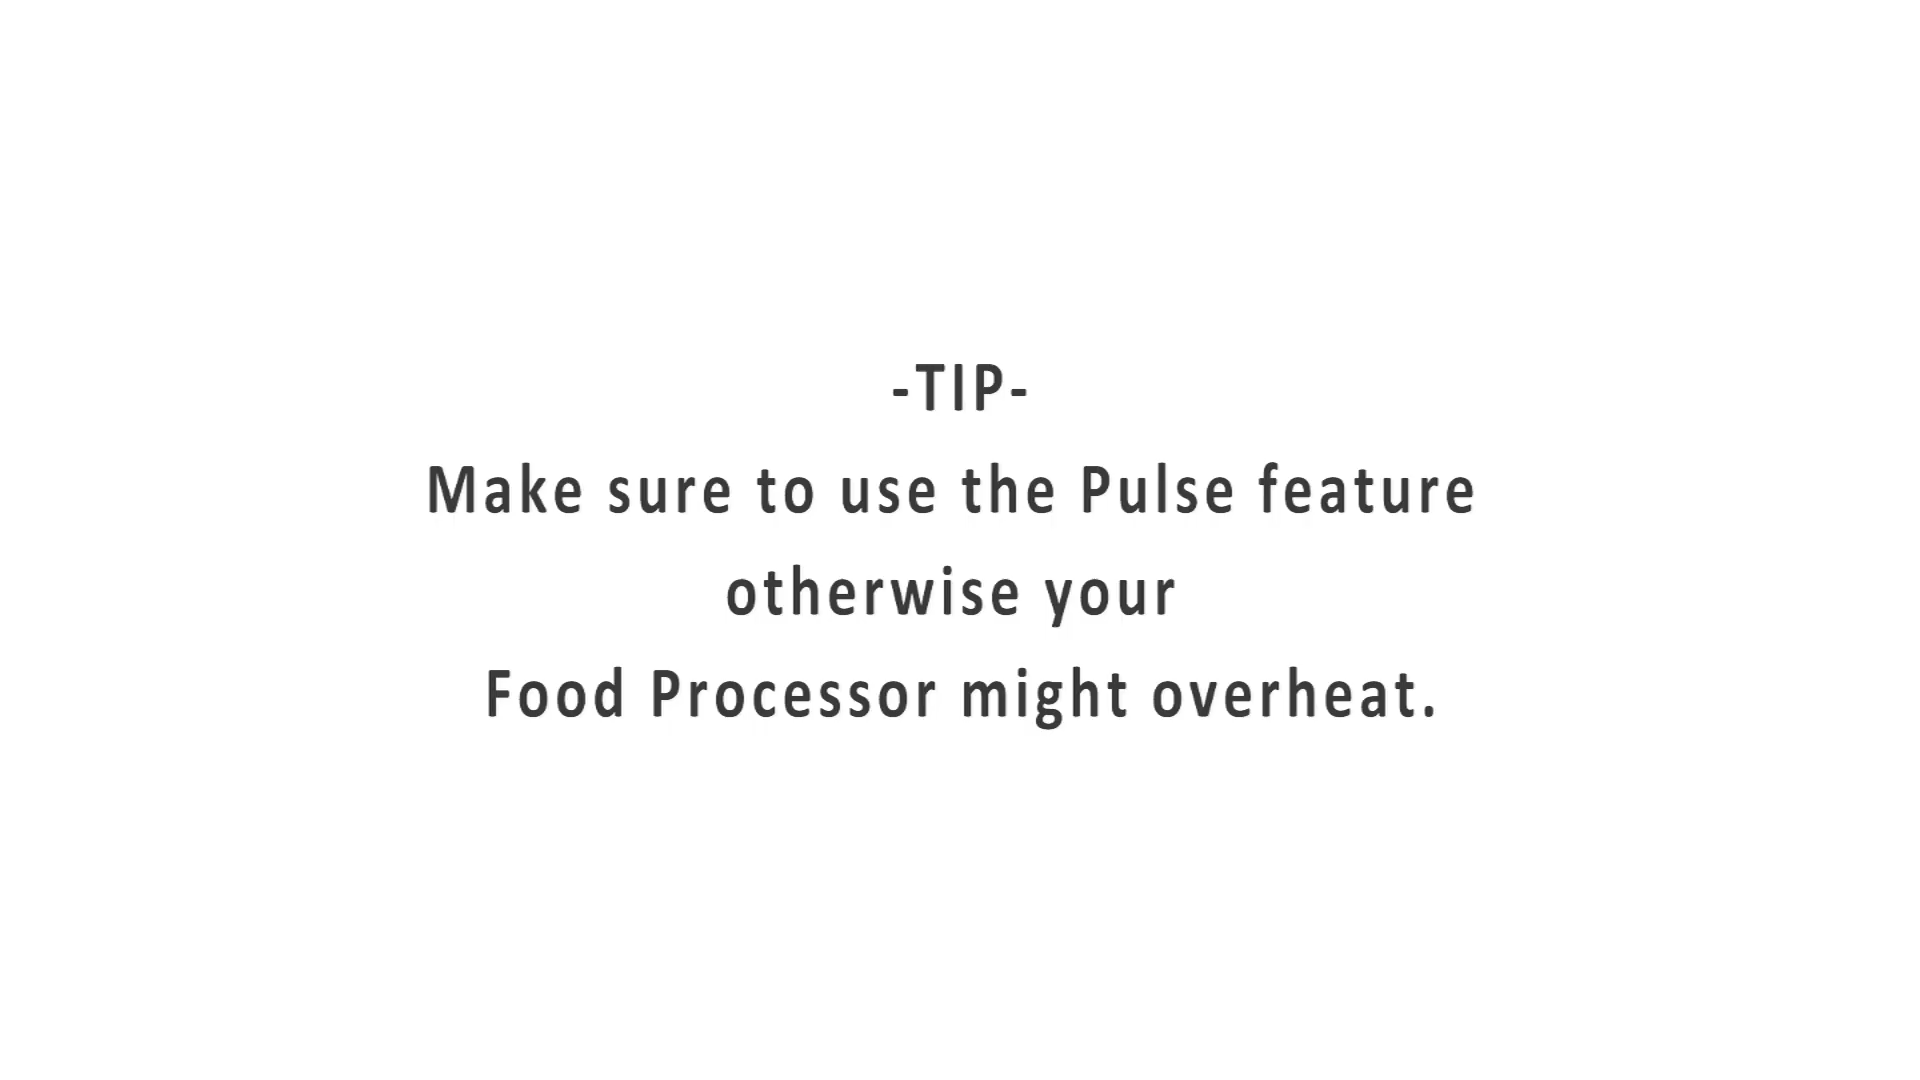 -TIP-
Make sure to use the Pulse feature
otherwise your
Food Processor might overheat.